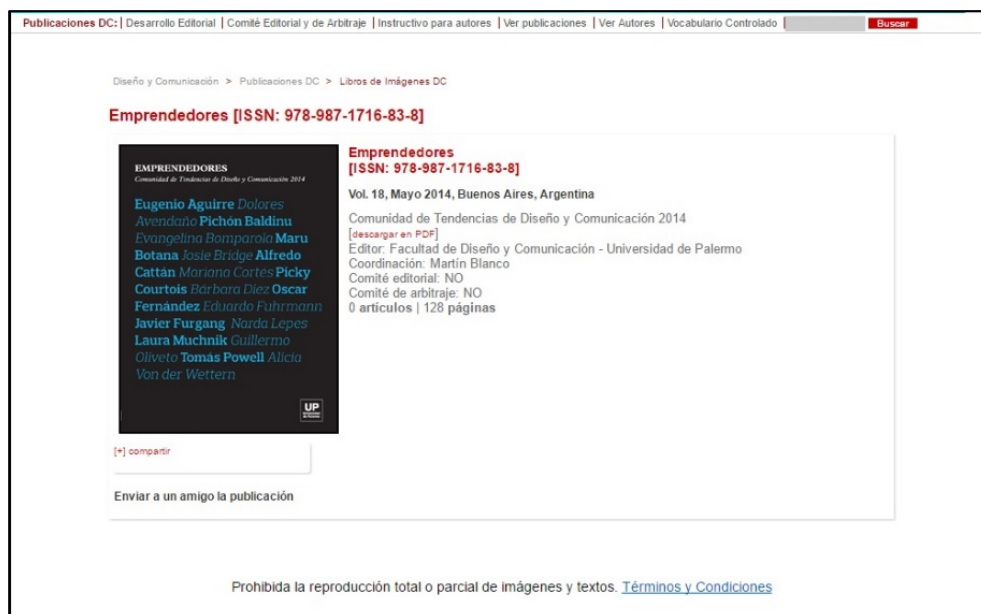 Publicaciones DC: | Desarrollo Editorial | Comité Editorial y de Arbitraje | Instructivo para autores | Ver publicaciones | Ver Autores | Vocabulario Controlado | Buscar
Diseño y Comunicación > Publicaciones DC > Libros de Imágenes DC
Emprendedores [ISSN: 978-987-1716-83-8]
EMPRENDEDORES
Comunidad de Tendencias de Diseño y Comunicación 2014
Eugenio Aguirre Dolores
Avendaño Pichón Baldinu
Evangelina Bomparola Maru
Botana Josie Bridge Alfredo
Cattán Mariana Cortés Picky
Courtois Bárbara Diez Oscar
Fernández Eduardo Fuhrmann
Javier Furgang Narda Lepes
Laura Muchnik Guillermo
Oliveto Tomás Powell Alicia
Von der Wettern
UP
[+] compartir
Enviar a un amigo la publicación
Emprendedores
[ISSN: 978-987-1716-83-8]
Vol. 18, Mayo 2014, Buenos Aires, Argentina
Comunidad de Tendencias de Diseño y Comunicación 2014
[descargar en PDF]
Editor: Facultad de Diseño y Comunicación - Universidad de Palermo
Coordinación: Martín Blanco
Comité editorial: NO
Comité de arbitraje: NO
0 artículos | 128 páginas
Prohibida la reproducción total o parcial de imágenes y textos. Términos y Condiciones